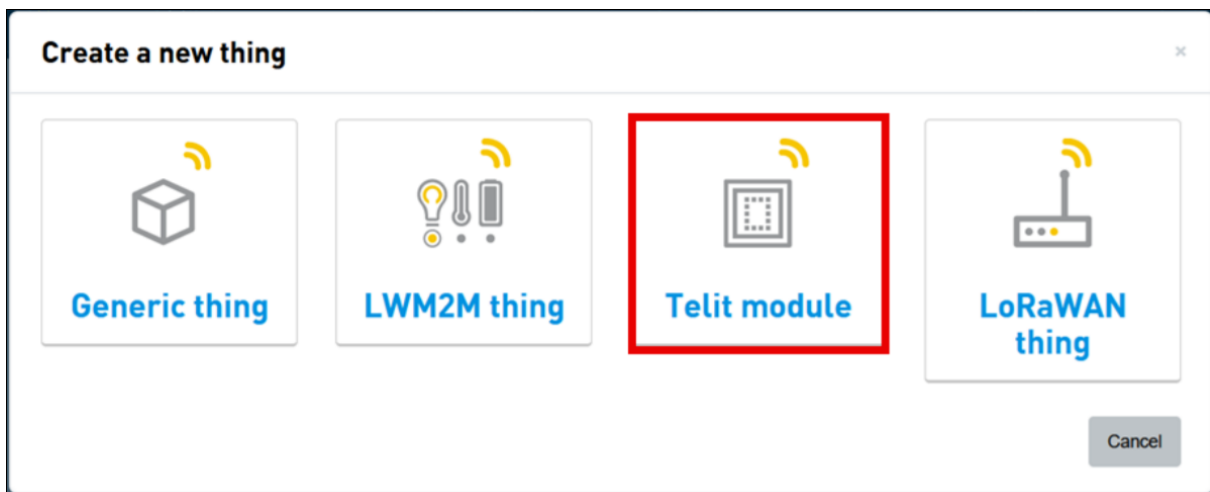 Create a new thing
×
Generic thing
LWM2M thing
Telit module
LoRaWAN
thing
Cancel